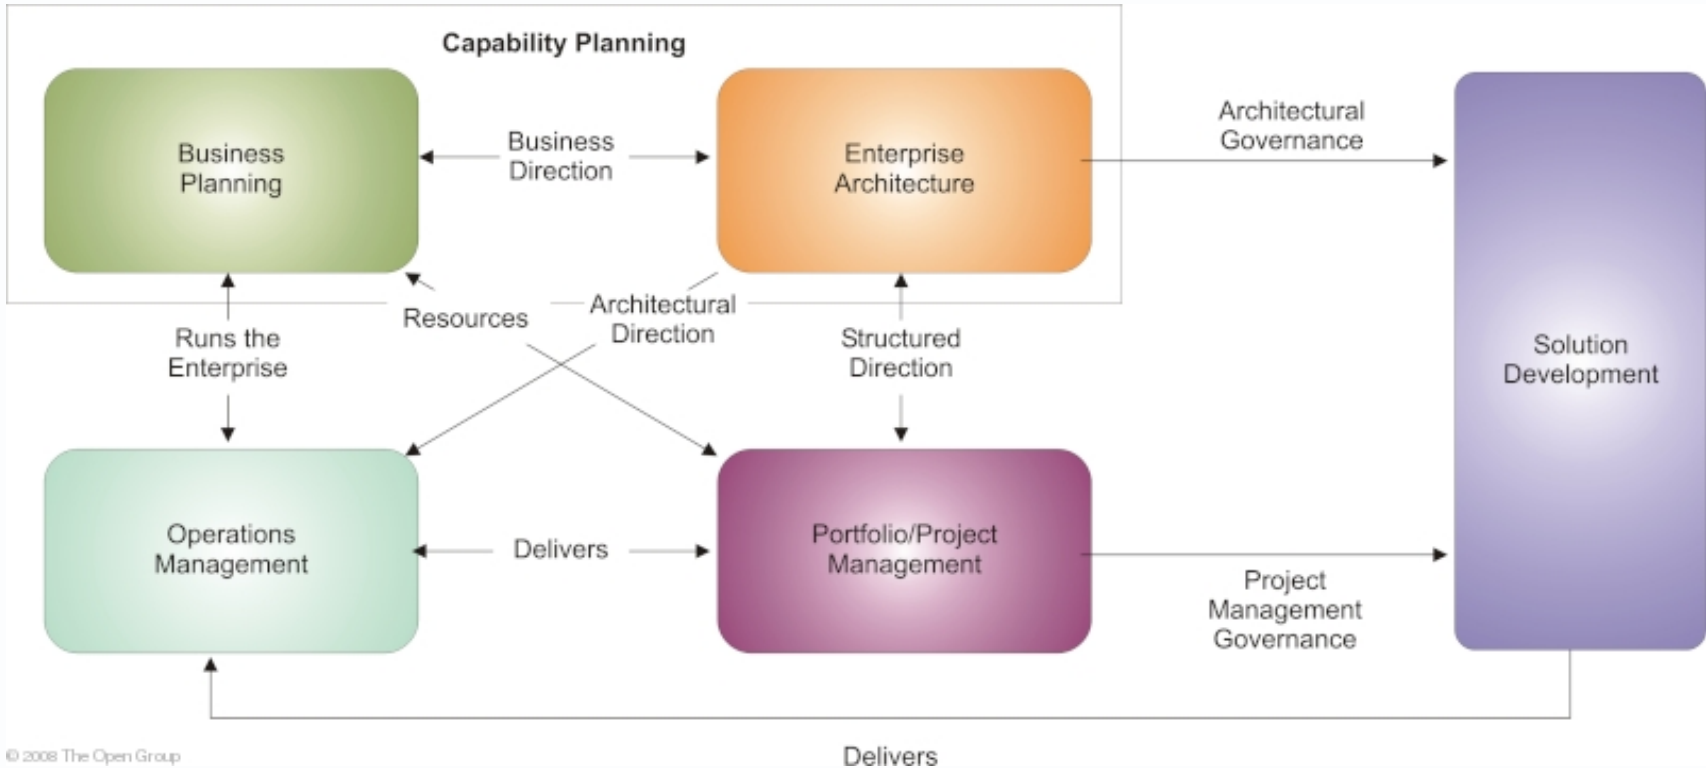 Capability Planning
Business
Planning
Business
Direction
Enterprise
Architecture
Architectural
Governance
Resources
Architectural
Direction
Runs the
Enterprise
Structured
Direction
Solution
Development
Operations
Management
Delivers
Portfolio/Project
Management
Project
Management
Governance
Delivers
© 2008 The Open Group